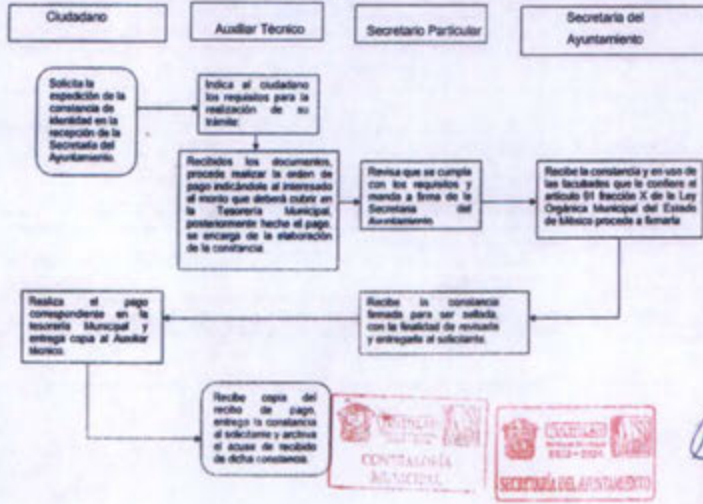 Ciudadano
Auxiliar Técnico
Secretario Particular
Secretaria del
Ayuntamiento
Solicita la
expedición de la
constancia de
identidad en la
recepción de la
Secretaría del
Ayuntamiento.
Indica al ciudadano
los requisitos para la
realización de su
trámite.
Recibidos los documentos,
procede realizar la orden de
pago indicándole al interesado
el monto que deberá cubrir en
la Tesorería Municipal,
posteriormente hecho el pago,
se encarga de la elaboración
de la constancia.
Revisa que se cumpla
con los requisitos y
manda a firma de la
Secretaria del
Ayuntamiento.
Recibe la constancia y en uso de
las facultades que le confiere el
artículo 91 fracción X de la Ley
Orgánica Municipal del Estado
de México procede a firmarla
Recibe la constancia
firmada para ser sellada,
con la finalidad de revisada
y entregarla al solicitante.
Realiza el pago
correspondiente en la
tesorería Municipal y
entrega copia al Auxiliar
técnico.
Recibe copia del
recibo de pago,
entrega la constancia
al solicitante y archiva
el acuse de recibido
de dicha constancia.
CONTRALORÍA
MUNICIPAL
SECRETARÍA DEL AYUNTAMIENTO